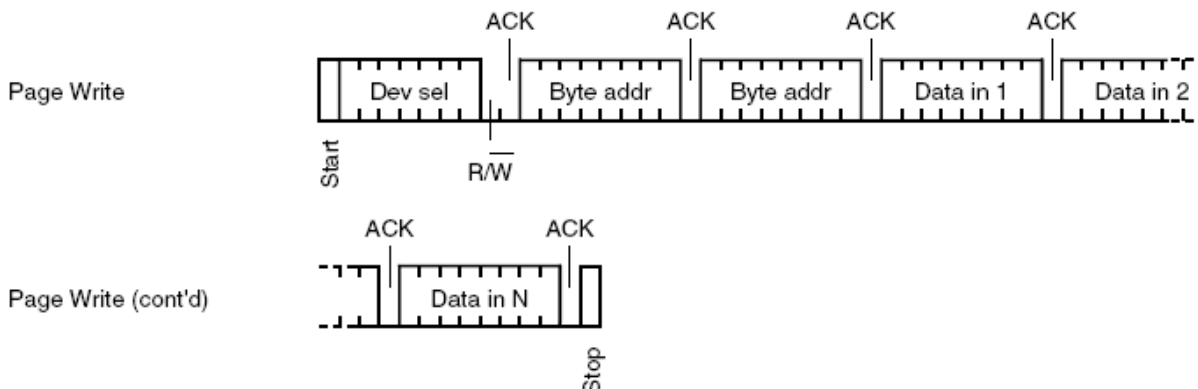 ACK ACK ACK ACK
Page Write Dev sel Byte addr Byte addr Data in 1 Data in 2
Start R/W̅
ACK ACK
Page Write (cont'd) Data in N
Stop